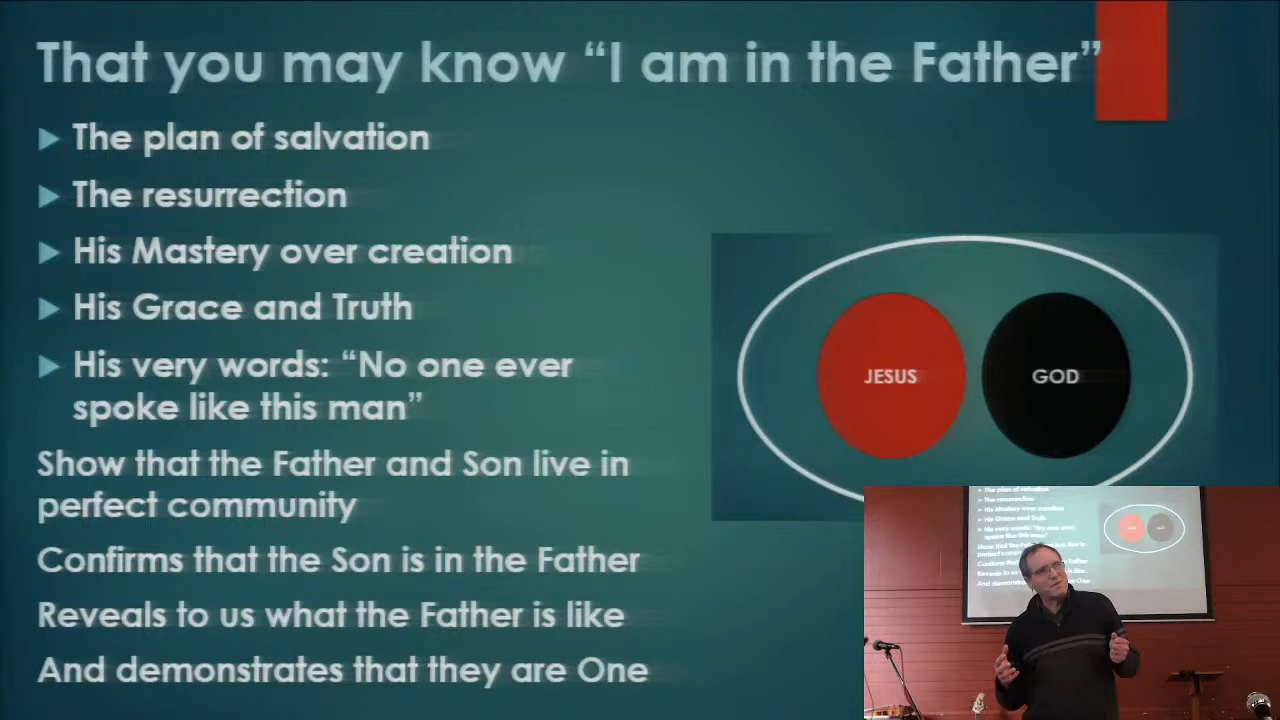 That you may know “I am in the Father”
The plan of salvation
The resurrection
His Mastery over creation
His Grace and Truth
His very words: “No one ever
spoke like this man”
Show that the Father and Son live in
perfect community
Confirms that the Son is in the Father
Reveals to us what the Father is like
And demonstrates that they are One
JESUS
GOD